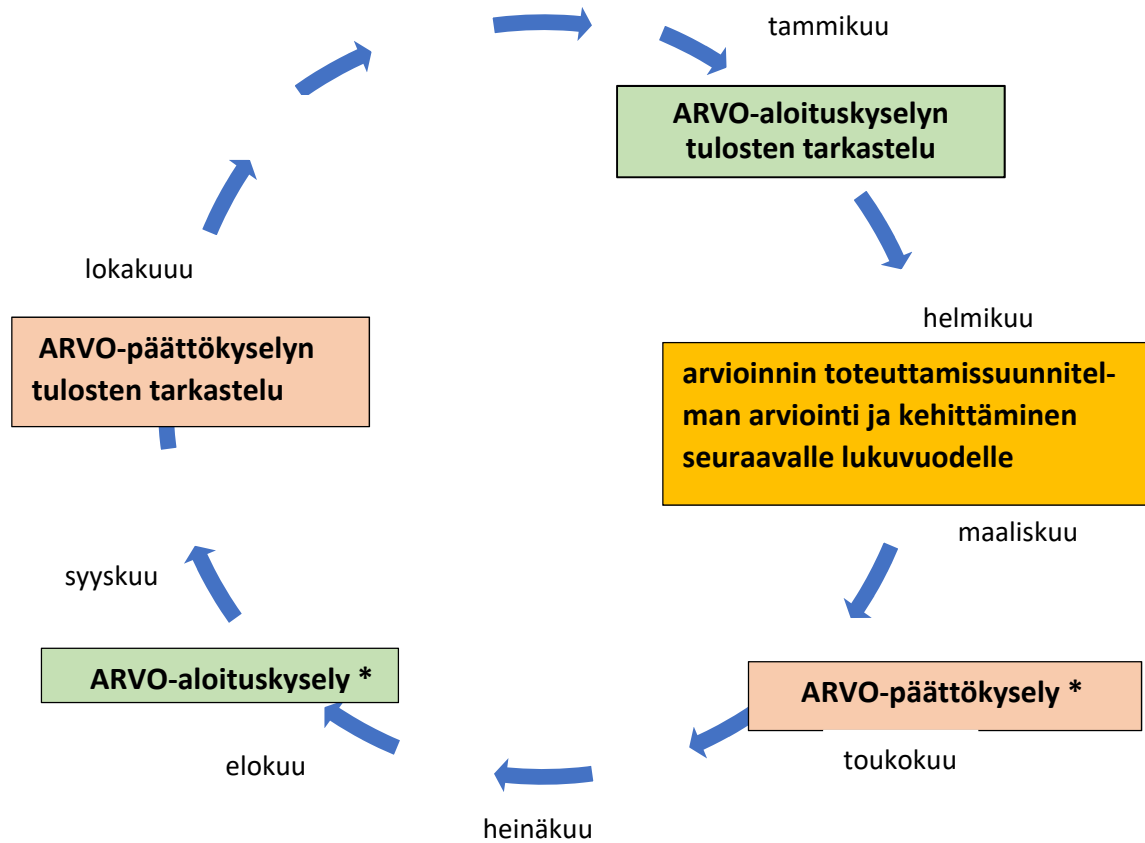 tammikuu
ARVO-aloituskyselyn
tulosten tarkastelu
helmikuu
arvioinnin toteuttamissuunnitel-
man arviointi ja kehittäminen
seuraavalle lukuvuodelle
maaliskuu
ARVO-päättökysely *
toukokuu
heinäkuu
elokuu
ARVO-aloituskysely *
syyskuu
ARVO-päättökyselyn
tulosten tarkastelu
lokakuuu